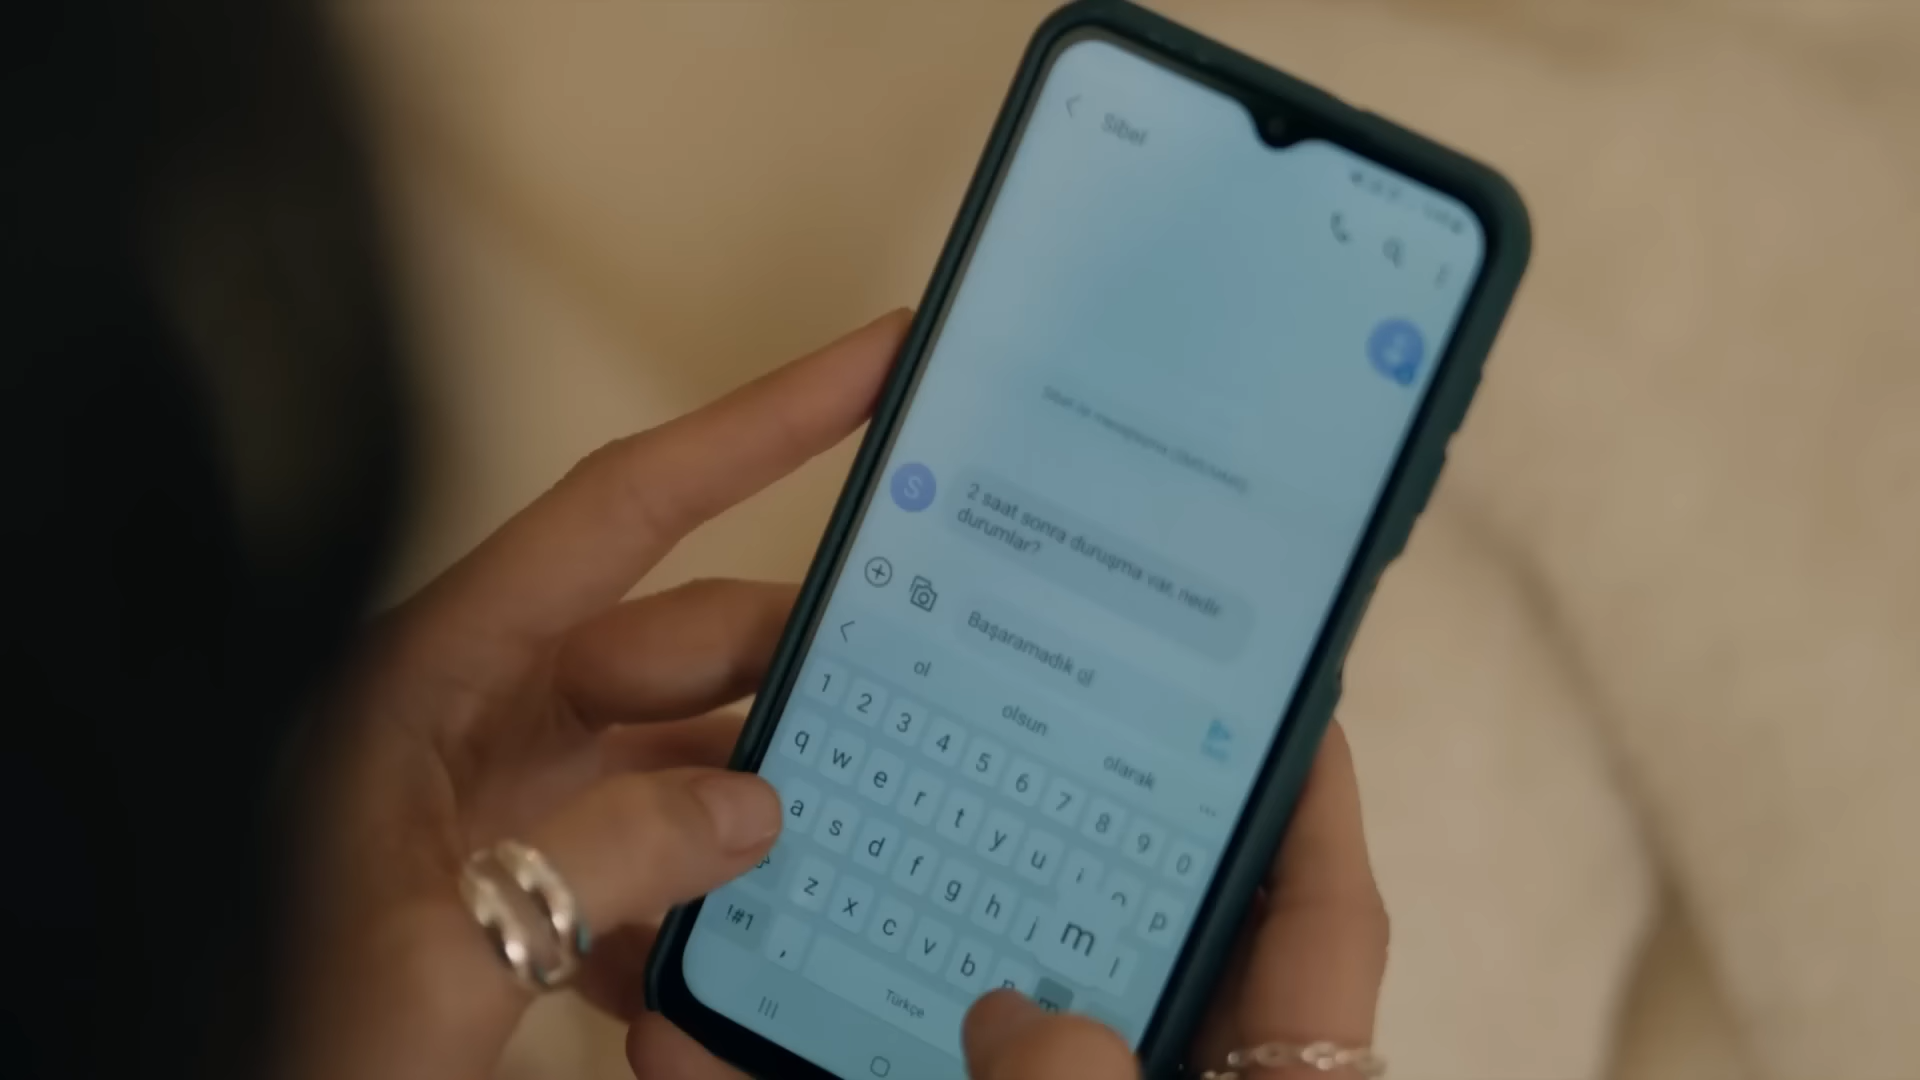 Sibel
S
2 saat sonra duruşma var, nedir
durumlar?
Başaramadık ol
ol olsun olarak
1 2 3 4 5 6 7 8 9 0
q w e r t y u i p
a s d f g h j l
m
z x c v b n m
!#1 , Türkçe